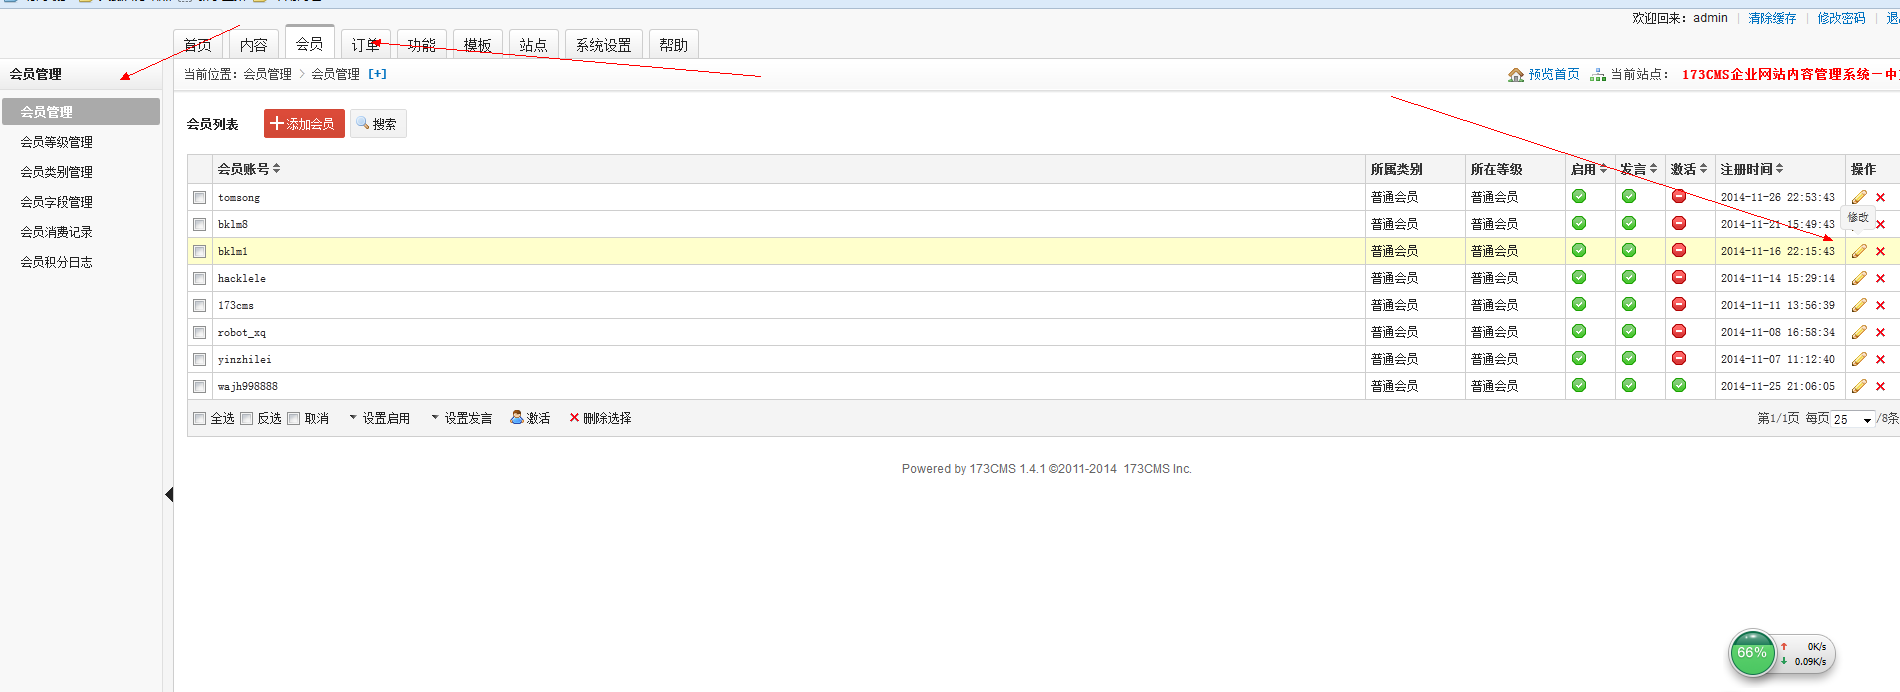 欢迎回来：admin | 清除缓存 | 修改密码 |
首页 内容 会员 订单 功能 模板 站点 系统设置 帮助
会员管理
当前位置：会员管理 > 会员管理 [+]
预览首页 当前站点： 173CMS企业网站内容管理系统－中
会员管理
会员等级管理
会员类别管理
会员字段管理
会员消费记录
会员积分日志
会员列表 添加会员 搜索
会员账号 所属类别 所在等级 启用 发言 激活 注册时间 操作
tomsong 普通会员 普通会员 2014-11-26 22:53:43
修改
bklm8 普通会员 普通会员 2014-11-21 15:49:43
bklm1 普通会员 普通会员 2014-11-16 22:15:43
hacklele 普通会员 普通会员 2014-11-14 15:29:14
173cms 普通会员 普通会员 2014-11-11 13:56:39
robot_xq 普通会员 普通会员 2014-11-08 16:58:34
yinzhilei 普通会员 普通会员 2014-11-07 11:12:40
wajh998888 普通会员 普通会员 2014-11-25 21:06:05
全选 反选 取消 设置启用 设置发言 激活 删除选择
第1/1页 每页 25 /8条
Powered by 173CMS 1.4.1 ©2011-2014 173CMS Inc.
66% 0K/s
0.09K/s